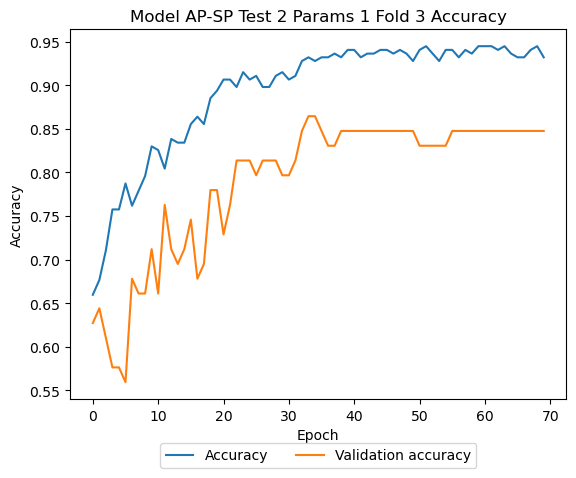 Model AP-SP Test 2 Params 1 Fold 3 Accuracy
0.95
0.90
0.85
0.80
0.75
0.70
0.65
0.60
0.55
Accuracy
0 10 20 30 40 50 60 70
Epoch
Accuracy Validation accuracy